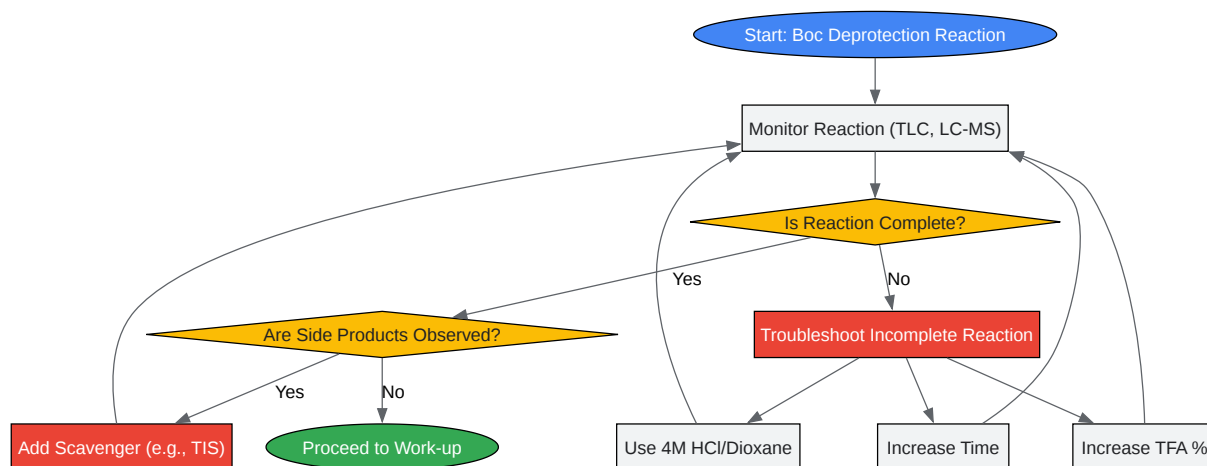 Start: Boc Deprotection Reaction
Monitor Reaction (TLC, LC-MS)
Is Reaction Complete?
Yes
No
Are Side Products Observed?
Troubleshoot Incomplete Reaction
Yes
No
Add Scavenger (e.g., TIS)
Proceed to Work-up
Use 4M HCl/Dioxane
Increase Time
Increase TFA %